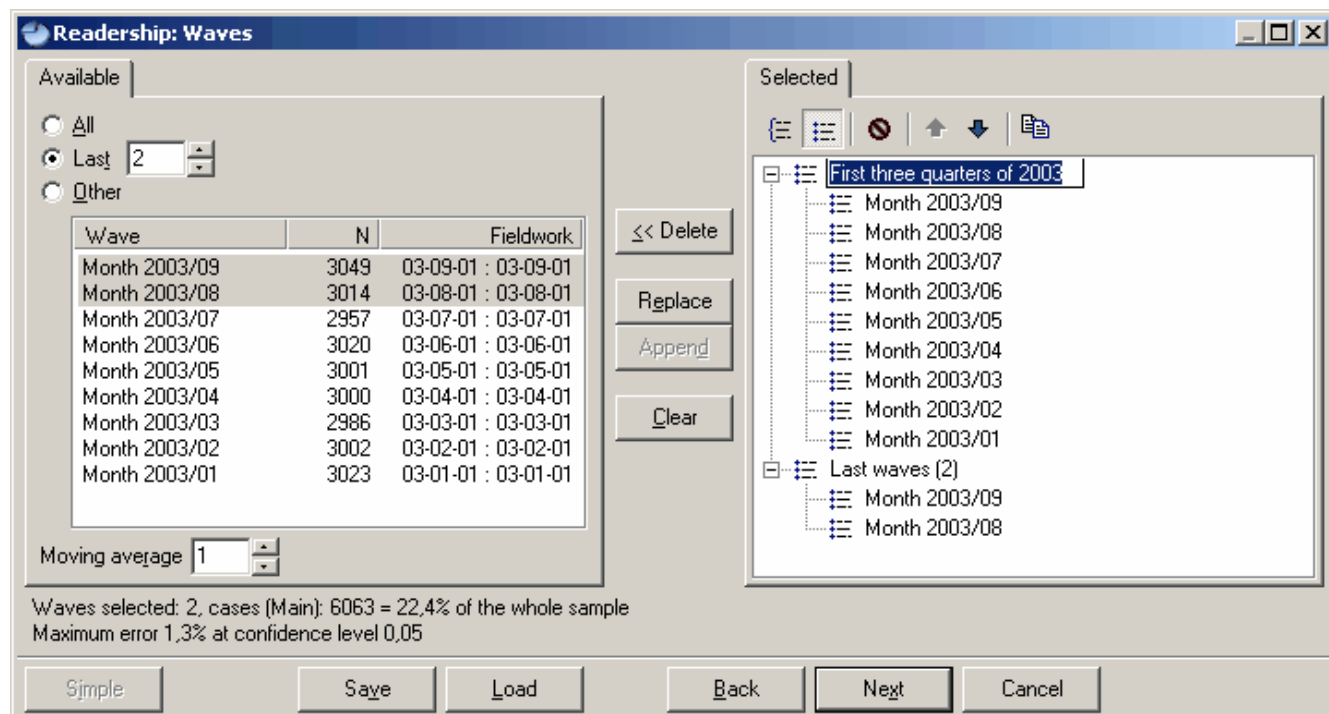 Readership: Waves
Available
All
Last 2
Other
Wave N Fieldwork
Month 2003/09 3049 03-09-01 : 03-09-01
Month 2003/08 3014 03-08-01 : 03-08-01
Month 2003/07 2957 03-07-01 : 03-07-01
Month 2003/06 3020 03-06-01 : 03-06-01
Month 2003/05 3001 03-05-01 : 03-05-01
Month 2003/04 3000 03-04-01 : 03-04-01
Month 2003/03 2986 03-03-01 : 03-03-01
Month 2003/02 3002 03-02-01 : 03-02-01
Month 2003/01 3023 03-01-01 : 03-01-01
Moving average 1
<< Delete
Replace
Append
Clear
Selected
First three quarters of 2003
Month 2003/09
Month 2003/08
Month 2003/07
Month 2003/06
Month 2003/05
Month 2003/04
Month 2003/03
Month 2003/02
Month 2003/01
Last waves (2)
Month 2003/09
Month 2003/08
Waves selected: 2, cases (Main): 6063 = 22,4% of the whole sample
Maximum error 1,3% at confidence level 0,05
Simple Save Load Back Next Cancel